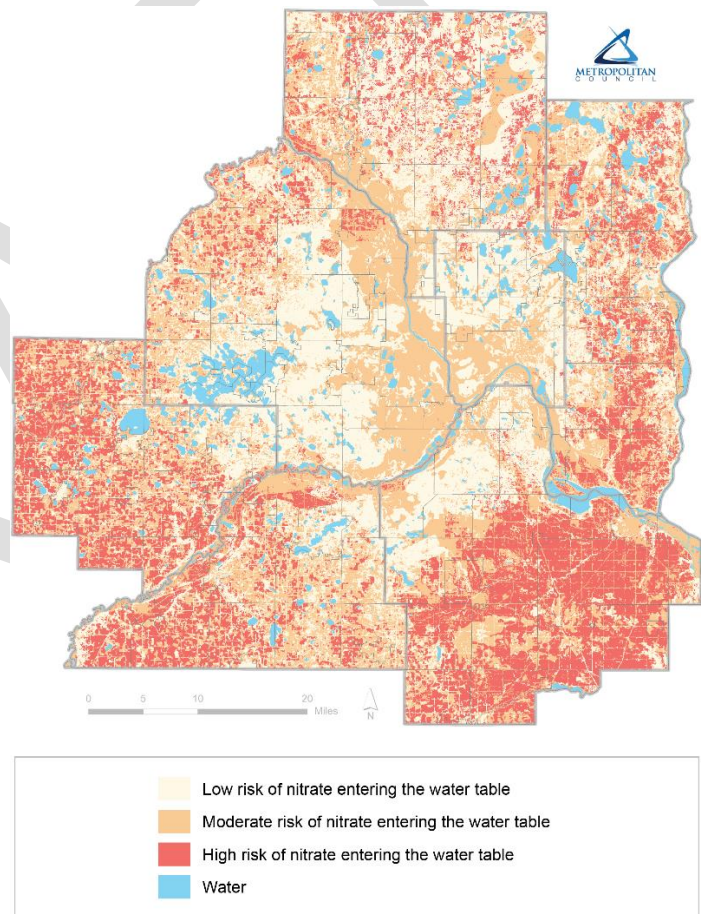 METROPOLITAN
COUNCIL
0 5 10 20
Miles
N
Low risk of nitrate entering the water table
Moderate risk of nitrate entering the water table
High risk of nitrate entering the water table
Water